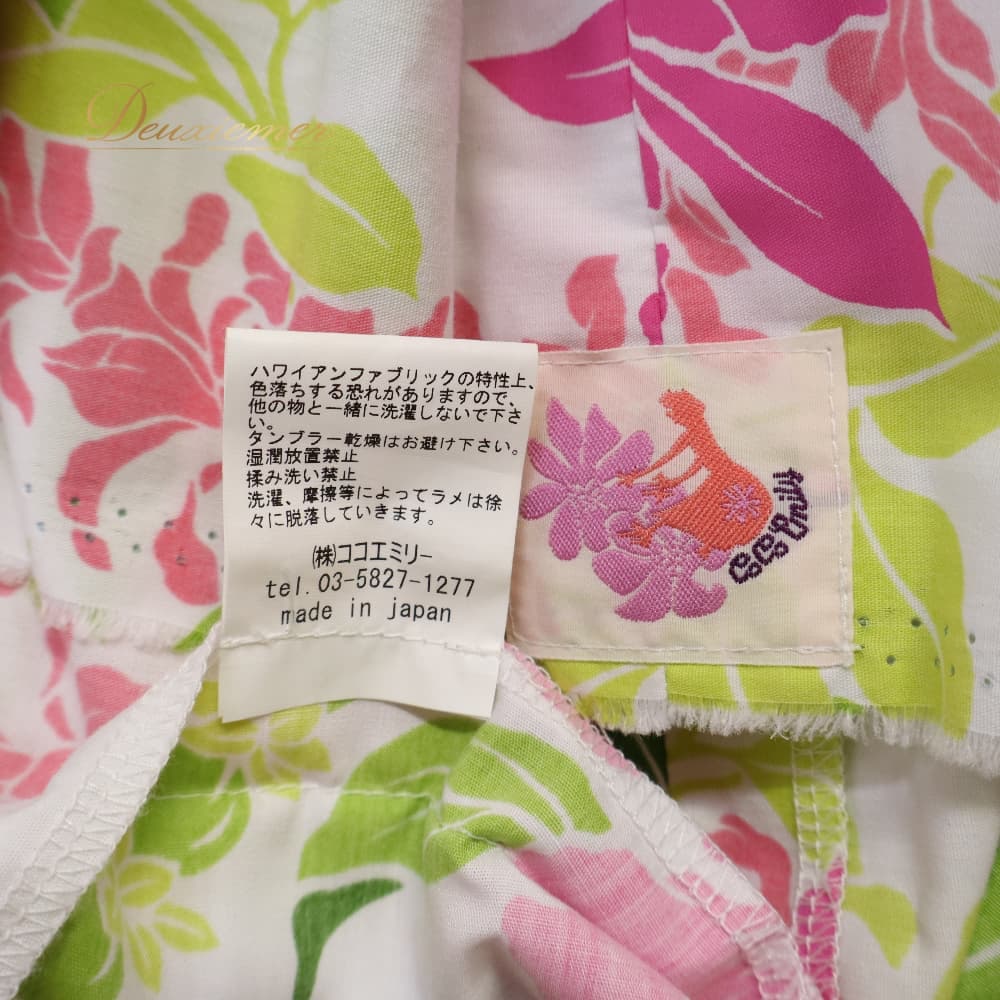 Deuxiemer
ハワイアンファブリックの特性上、
色落ちする恐れがありますので、
他の物と一緒に洗濯しないで下さ
い。
タンブラー乾燥はお避け下さい。
湿潤放置禁止
揉み洗い禁止
洗濯、摩擦等によってラメは徐
々に脱落していきます。
㈱ココエミリー
tel.03-5827-1277
made in japan